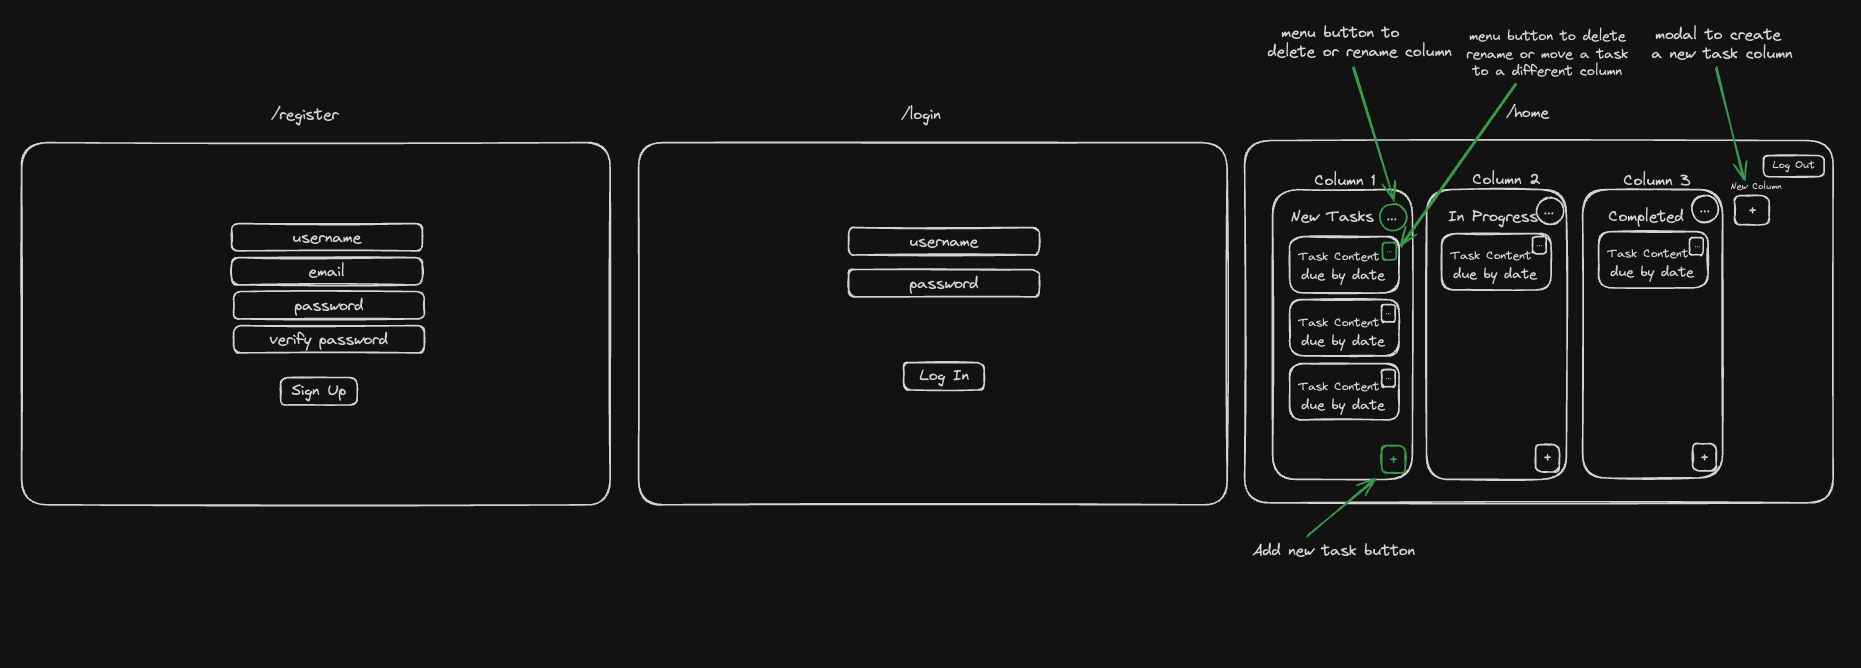 /register
username
email
password
verify password
Sign Up
/login
username
password
Log In
menu button to
delete or rename column
menu button to delete
rename or move a task
to a different column
modal to create
a new task column
/home
Log Out
New Column
+
Column 1
New Tasks
...
Task Content
...
due by date
Task Content
...
due by date
Task Content
...
due by date
+
Column 2
In Progress
...
Task Content
...
due by date
+
Column 3
Completed
...
Task Content
...
due by date
+
Add new task button